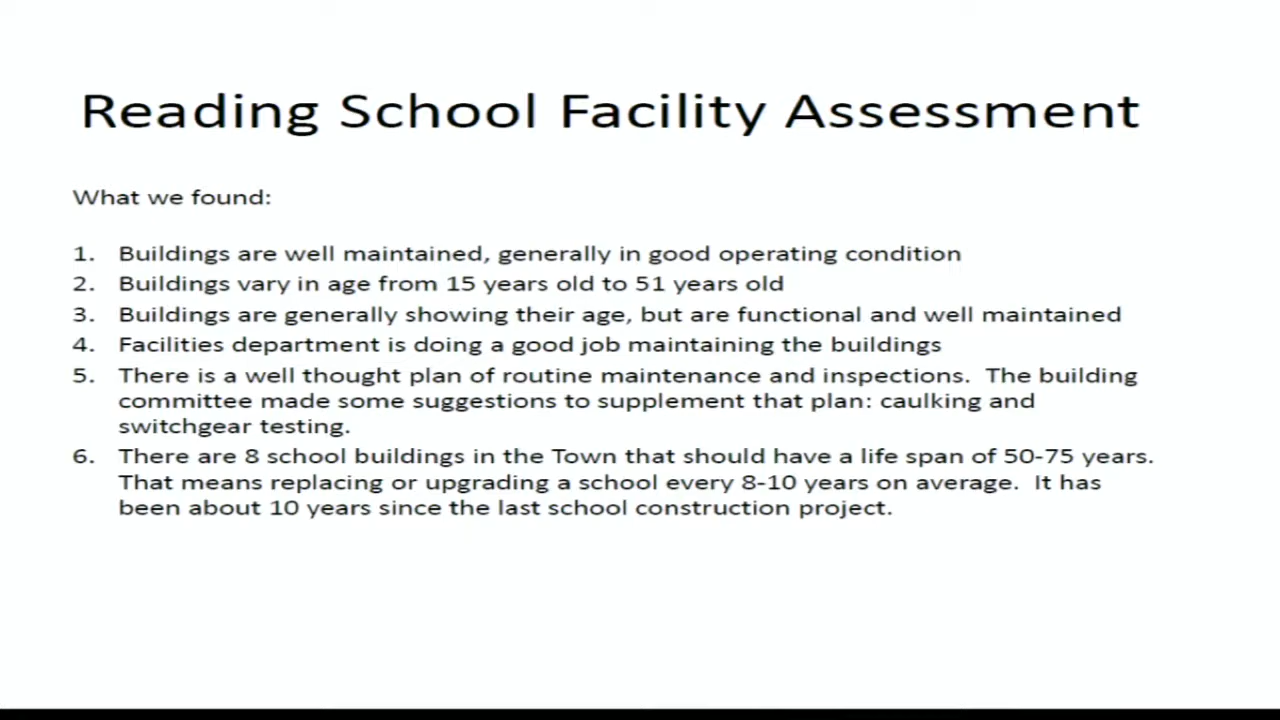 Reading School Facility Assessment
What we found:
1. Buildings are well maintained, generally in good operating condition
2. Buildings vary in age from 15 years old to 51 years old
3. Buildings are generally showing their age, but are functional and well maintained
4. Facilities department is doing a good job maintaining the buildings
5. There is a well thought plan of routine maintenance and inspections. The building
committee made some suggestions to supplement that plan: caulking and
switchgear testing.
6. There are 8 school buildings in the Town that should have a life span of 50-75 years.
That means replacing or upgrading a school every 8-10 years on average. It has
been about 10 years since the last school construction project.